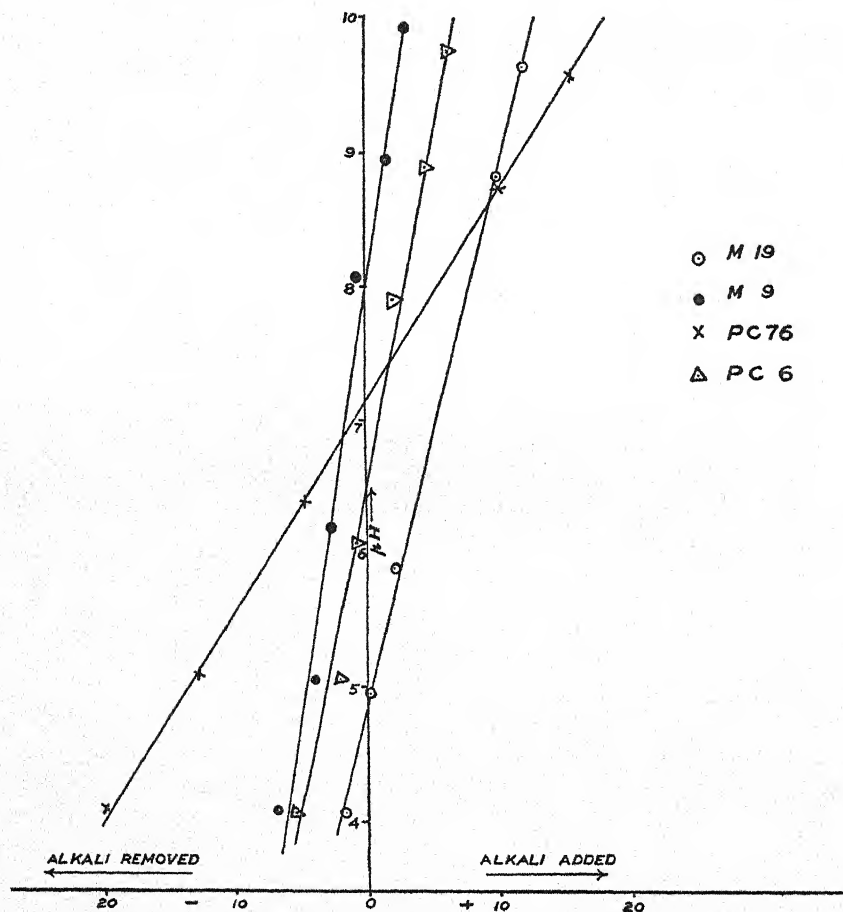 10
9
8
7
6
5
4
pH
M 19
M 9
PC76
PC 6
ALKALI REMOVED
ALKALI ADDED
20 – 10 0 + 10 20